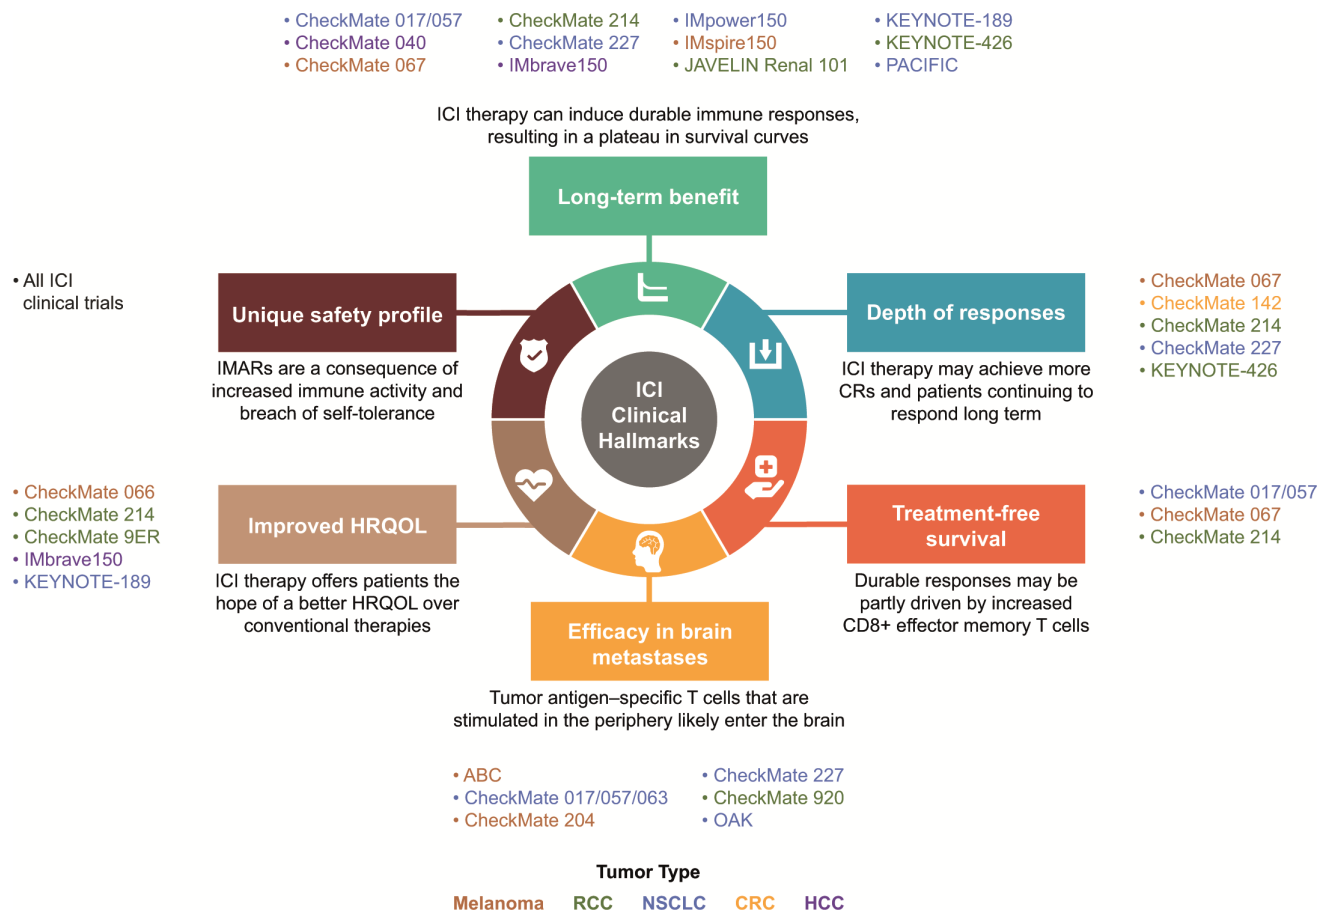 • CheckMate 017/057
• CheckMate 040
• CheckMate 067
• CheckMate 214
• CheckMate 227
• IMbrave150
• IMpower150
• IMspire150
• JAVELIN Renal 101
• KEYNOTE-189
• KEYNOTE-426
• PACIFIC
ICI therapy can induce durable immune responses,
resulting in a plateau in survival curves
Long-term benefit
• All ICI
clinical trials
Unique safety profile
IMARs are a consequence of
increased immune activity and
breach of self-tolerance
Depth of responses
ICI therapy may achieve more
CRs and patients continuing to
respond long term
• CheckMate 067
• CheckMate 142
• CheckMate 214
• CheckMate 227
• KEYNOTE-426
ICI
Clinical
Hallmarks
• CheckMate 066
• CheckMate 214
• CheckMate 9ER
• IMbrave150
• KEYNOTE-189
Improved HRQOL
ICI therapy offers patients the
hope of a better HRQOL over
conventional therapies
Treatment-free
survival
Durable responses may be
partly driven by increased
CD8+ effector memory T cells
• CheckMate 017/057
• CheckMate 067
• CheckMate 214
Efficacy in brain
metastases
Tumor antigen–specific T cells that are
stimulated in the periphery likely enter the brain
• ABC
• CheckMate 017/057/063
• CheckMate 204
• CheckMate 227
• CheckMate 920
• OAK
Tumor Type
Melanoma RCC NSCLC CRC HCC